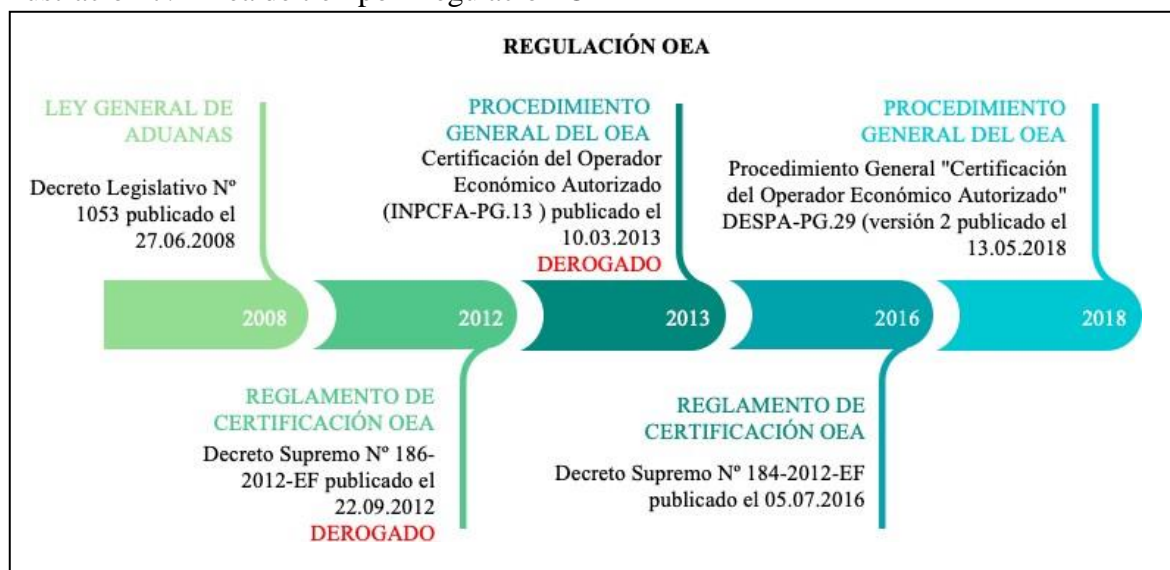 REGULACIÓN OEA
LEY GENERAL DE
ADUANAS
Decreto Legislativo Nº
1053 publicado el
27.06.2008
PROCEDIMIENTO
GENERAL DEL OEA
Certificación del Operador
Económico Autorizado
(INPCFA-PG.13 ) publicado el
10.03.2013
DEROGADO
PROCEDIMIENTO
GENERAL DEL OEA
Procedimiento General "Certificación
del Operador Económico Autorizado"
DESPA-PG.29 (versión 2 publicado el
13.05.2018
2008
2012
2013
2016
2018
REGLAMENTO DE
CERTIFICACIÓN OEA
Decreto Supremo Nº 186-
2012-EF publicado el
22.09.2012
DEROGADO
REGLAMENTO DE
CERTIFICACIÓN OEA
Decreto Supremo Nº 184-2012-EF
publicado el 05.07.2016